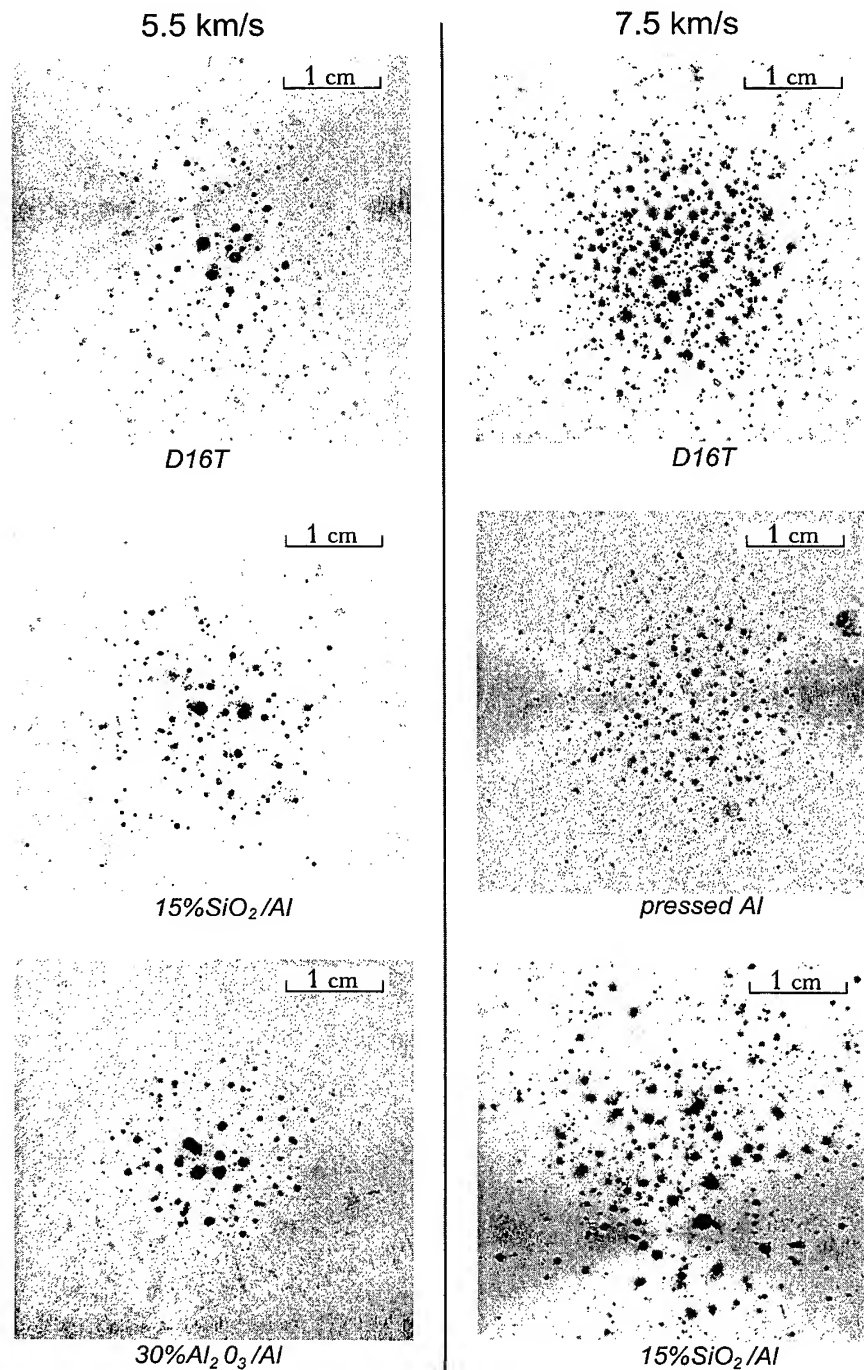 5.5 km/s
7.5 km/s
1 cm
1 cm
D16T
D16T
1 cm
1 cm
15%SiO₂/Al
pressed Al
1 cm
1 cm
30%Al₂0₃/Al
15%SiO₂/Al